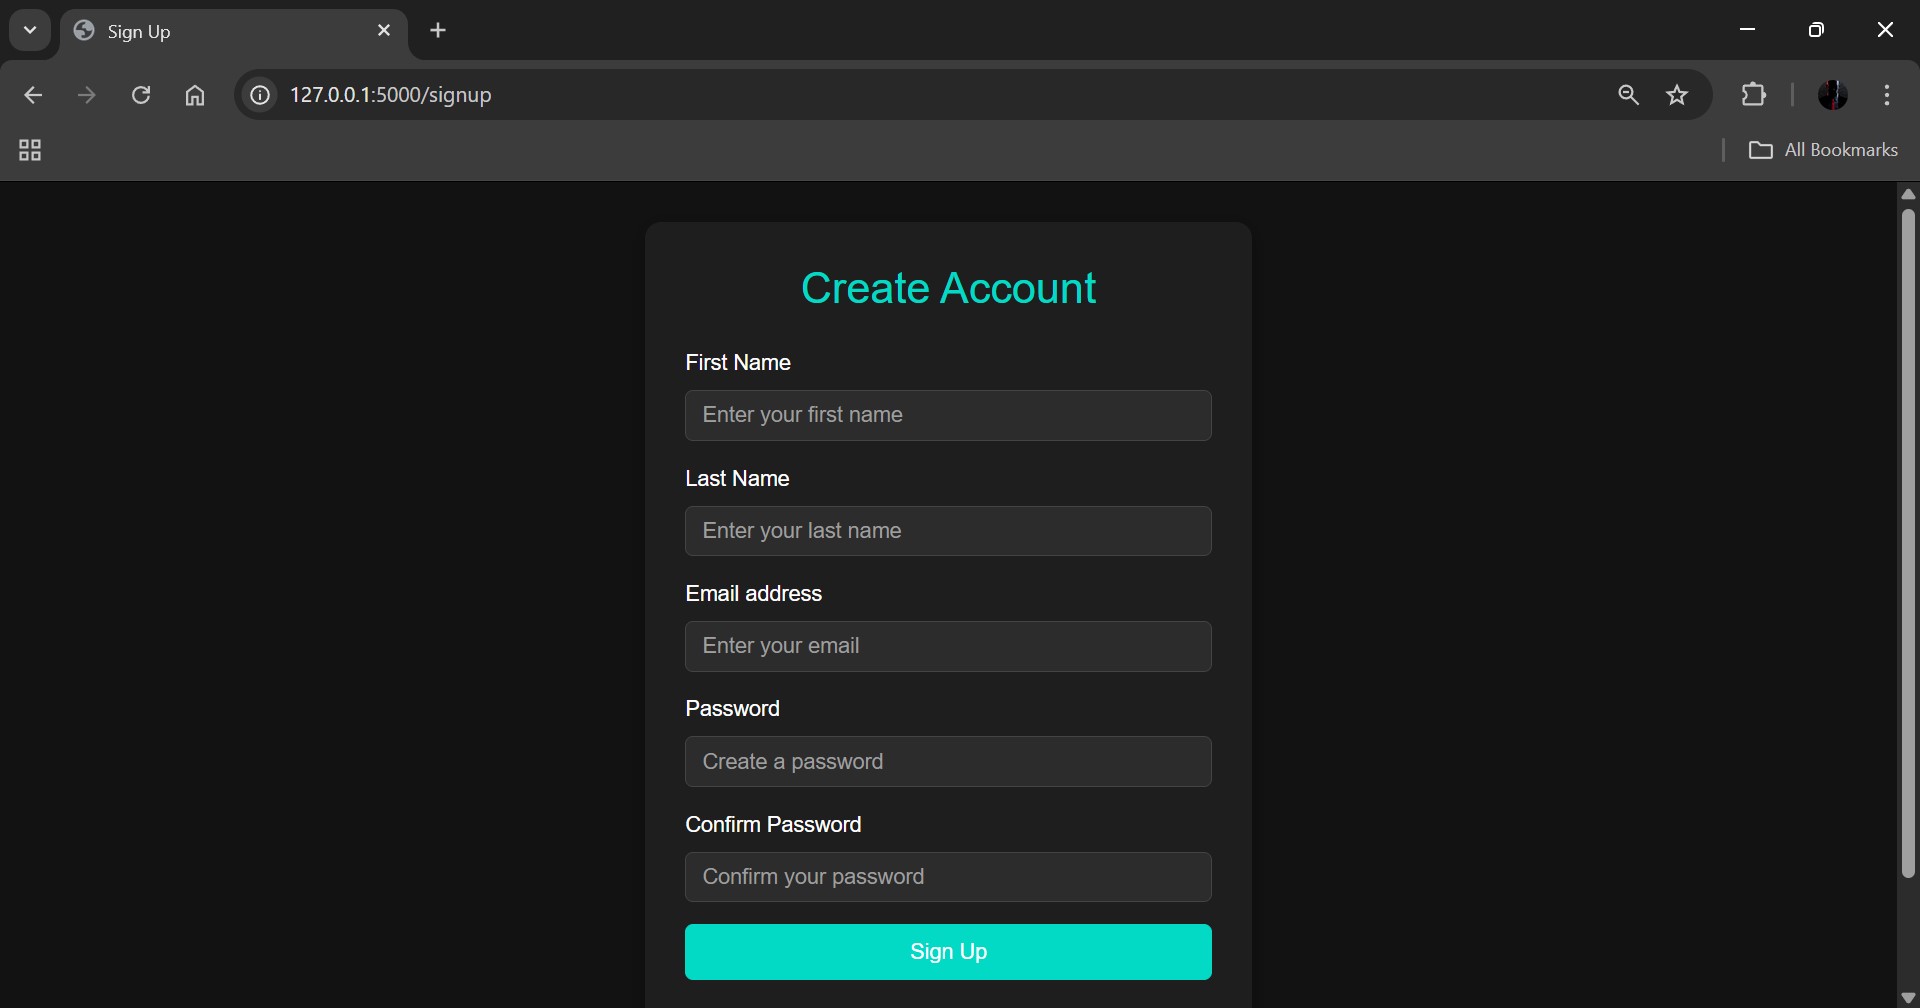 Sign Up
127.0.0.1:5000/signup
All Bookmarks
Create Account
First Name
Enter your first name
Last Name
Enter your last name
Email address
Enter your email
Password
Create a password
Confirm Password
Confirm your password
Sign Up